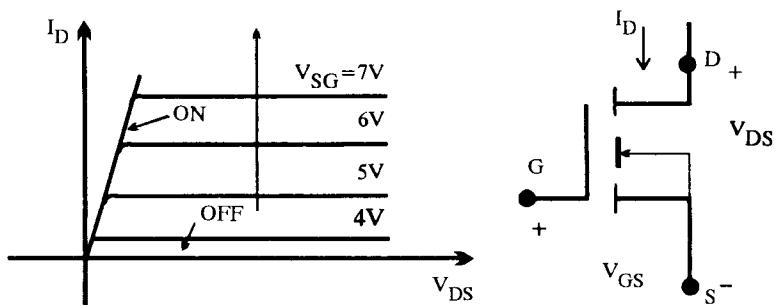 I_D
V_SG=7V
6V
5V
4V
ON
OFF
V_DS
I_D
D +
V_DS
G
+
V_GS
S -